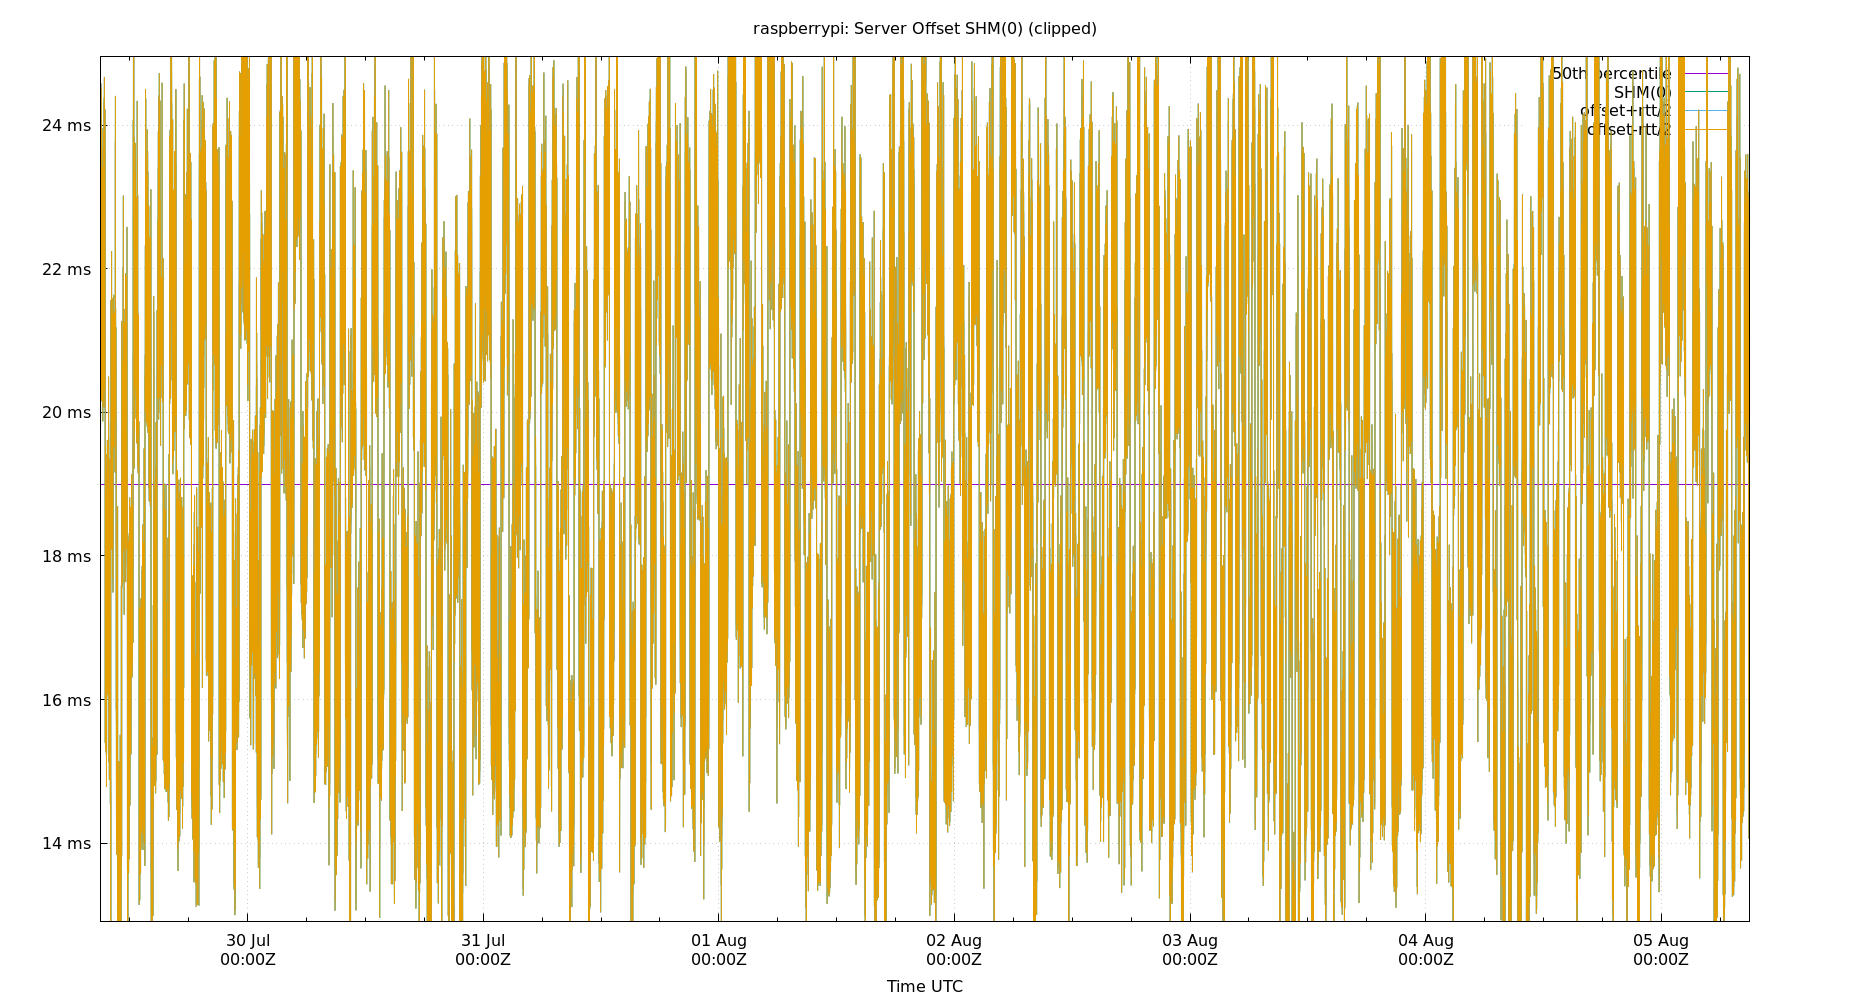 raspberrypi: Server Offset SHM(0) (clipped)
50th percentile
SHM(0)
offset+rtt/2
offset-rtt/2
24 ms
22 ms
20 ms
18 ms
16 ms
14 ms
30 Jul 31 Jul 01 Aug 02 Aug 03 Aug 04 Aug 05 Aug
00:00Z 00:00Z 00:00Z 00:00Z 00:00Z 00:00Z 00:00Z
Time UTC